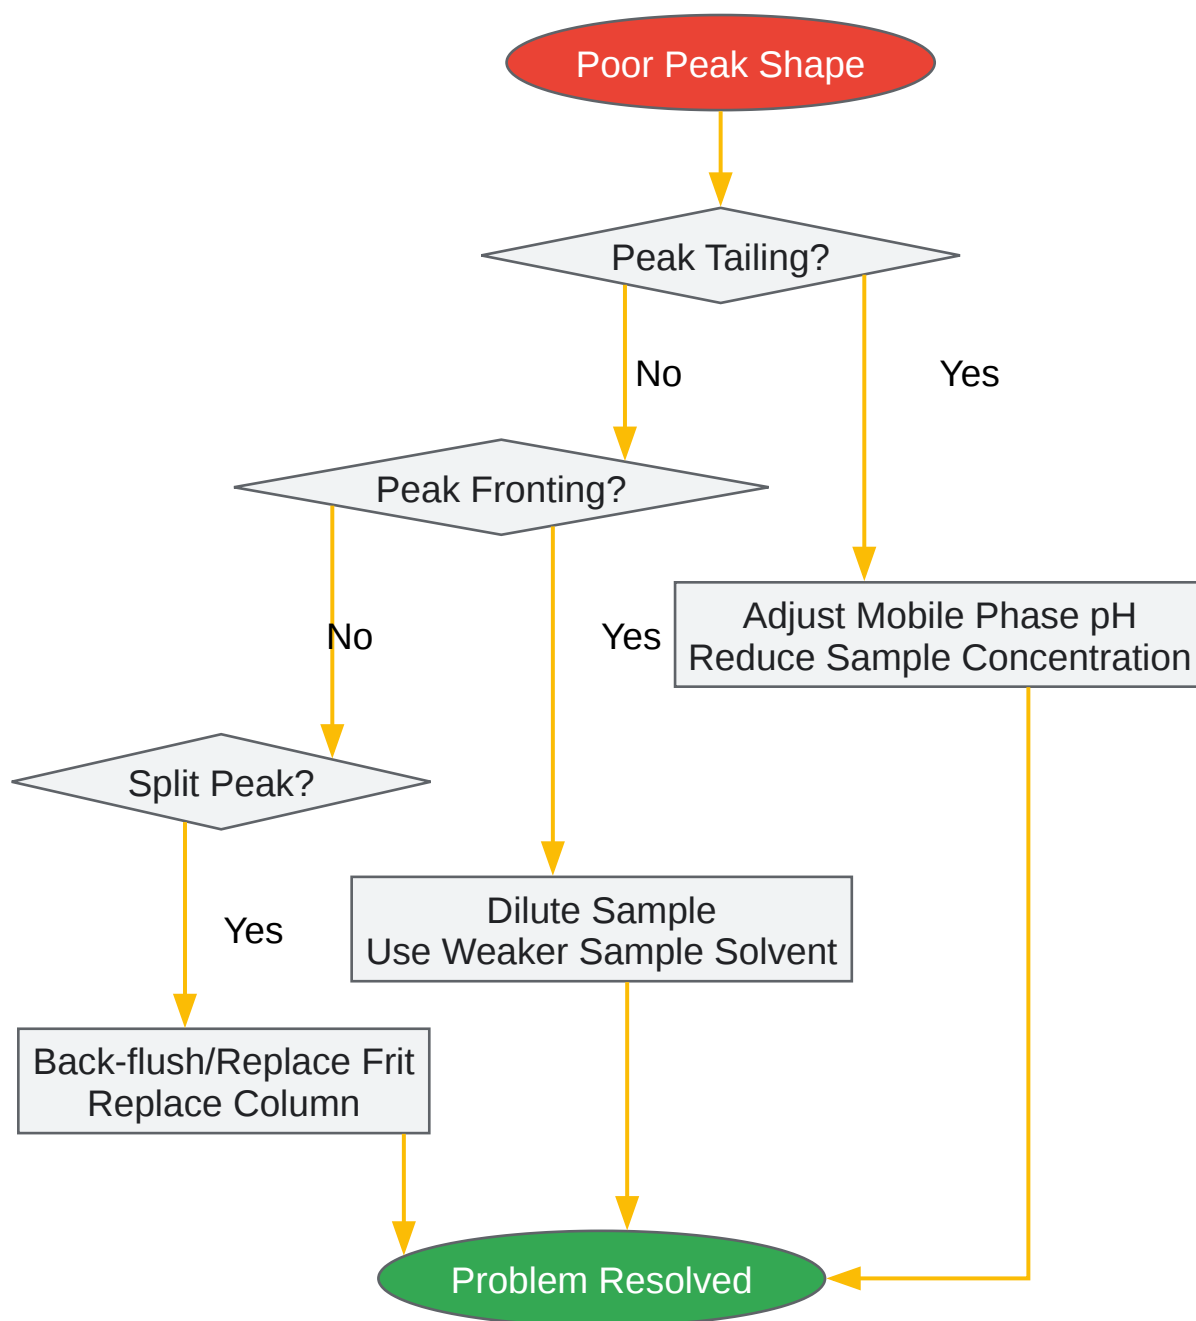 Poor Peak Shape
Peak Tailing?
No
Yes
Peak Fronting?
No
Yes
Adjust Mobile Phase pH
Reduce Sample Concentration
Split Peak?
Yes
Dilute Sample
Use Weaker Sample Solvent
Back-flush/Replace Frit
Replace Column
Problem Resolved